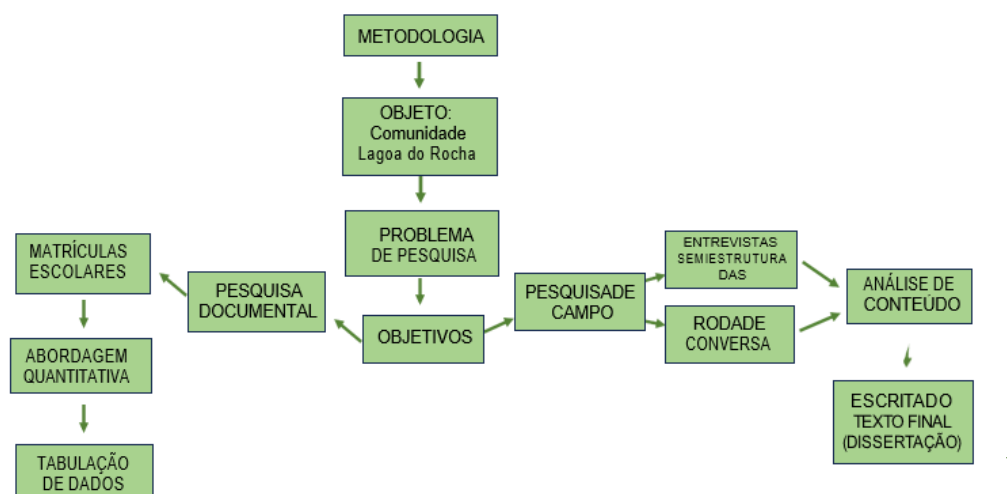 METODOLOGIA
OBJETO:
Comunidade
Lagoa do Rocha
PROBLEMA
DE PESQUISA
OBJETIVOS
PESQUISA
DOCUMENTAL
MATRÍCULAS
ESCOLARES
ABORDAGEM
QUANTITATIVA
TABULAÇÃO
DE DADOS
PESQUISADE
CAMPO
ENTREVISTAS
SEMIESTRUTURA
DAS
RODADE
CONVERSA
ANÁLISE DE
CONTEÚDO
ESCRITADO
TEXTO FINAL
(DISSERTAÇÃO)